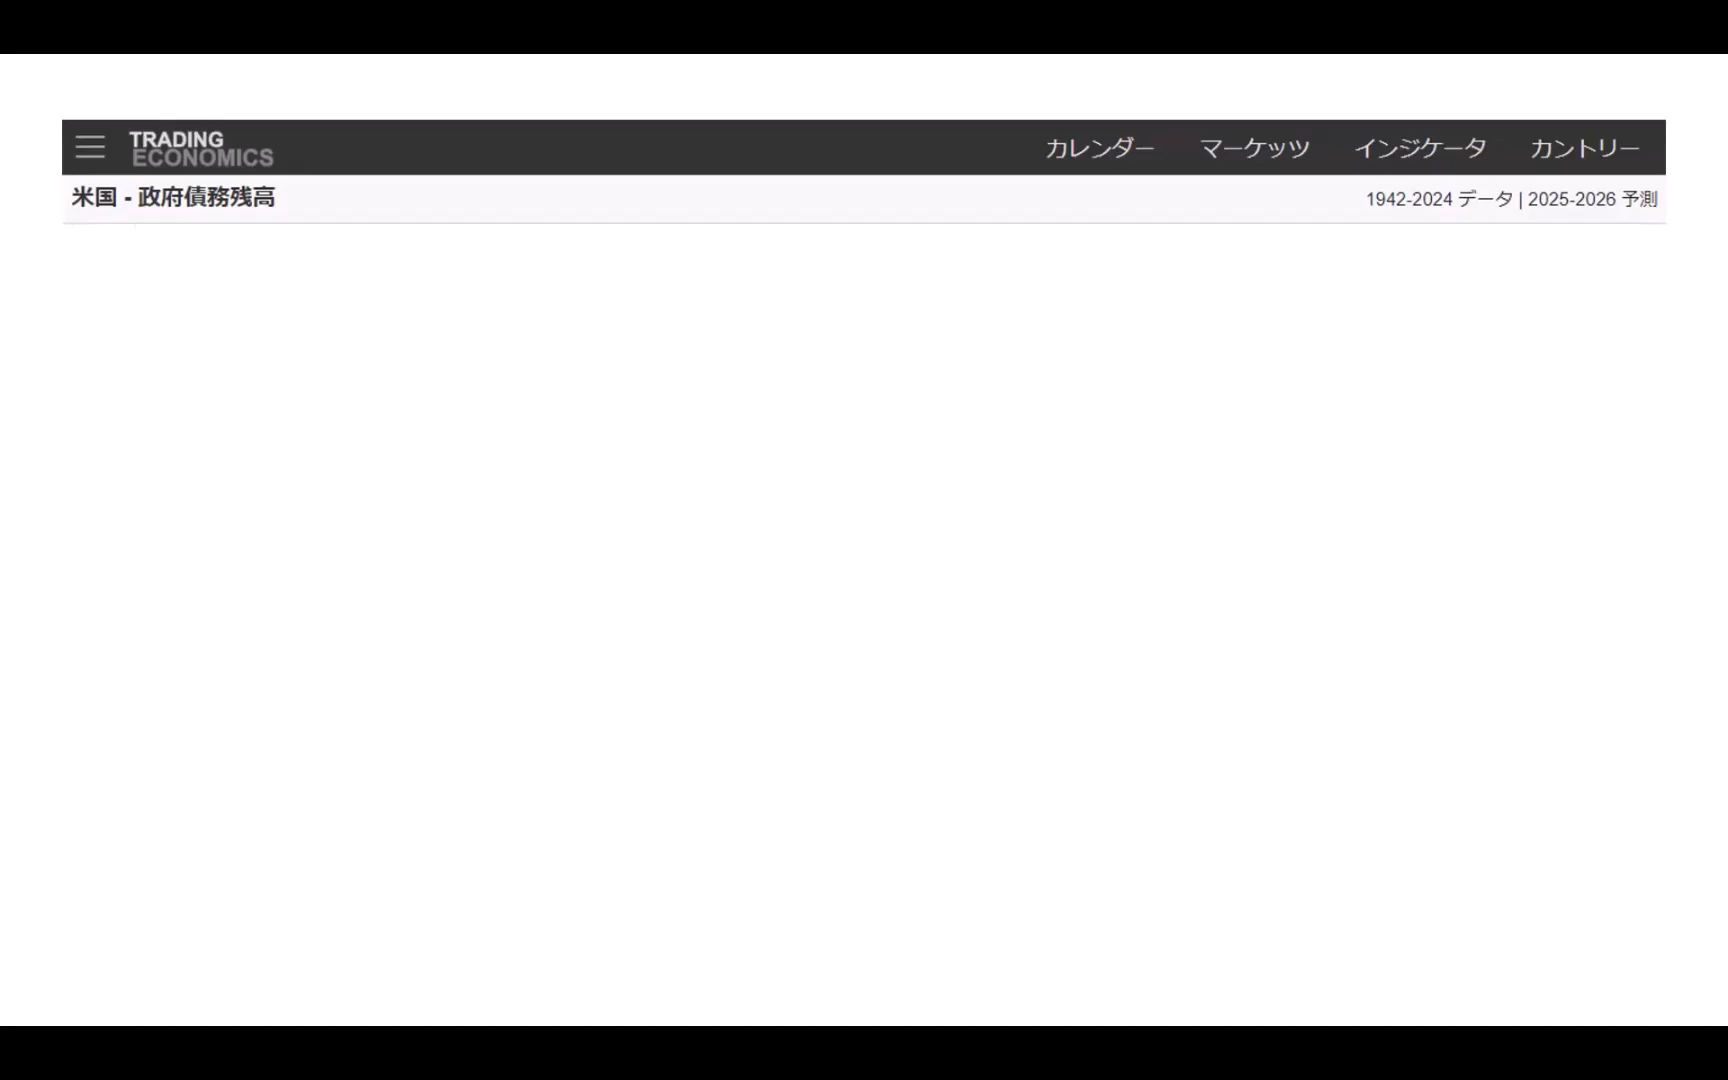 TRADING
ECONOMICS
カレンダー マーケッツ インジケータ カントリー
米国 - 政府債務残高
1942-2024 データ | 2025-2026 予測